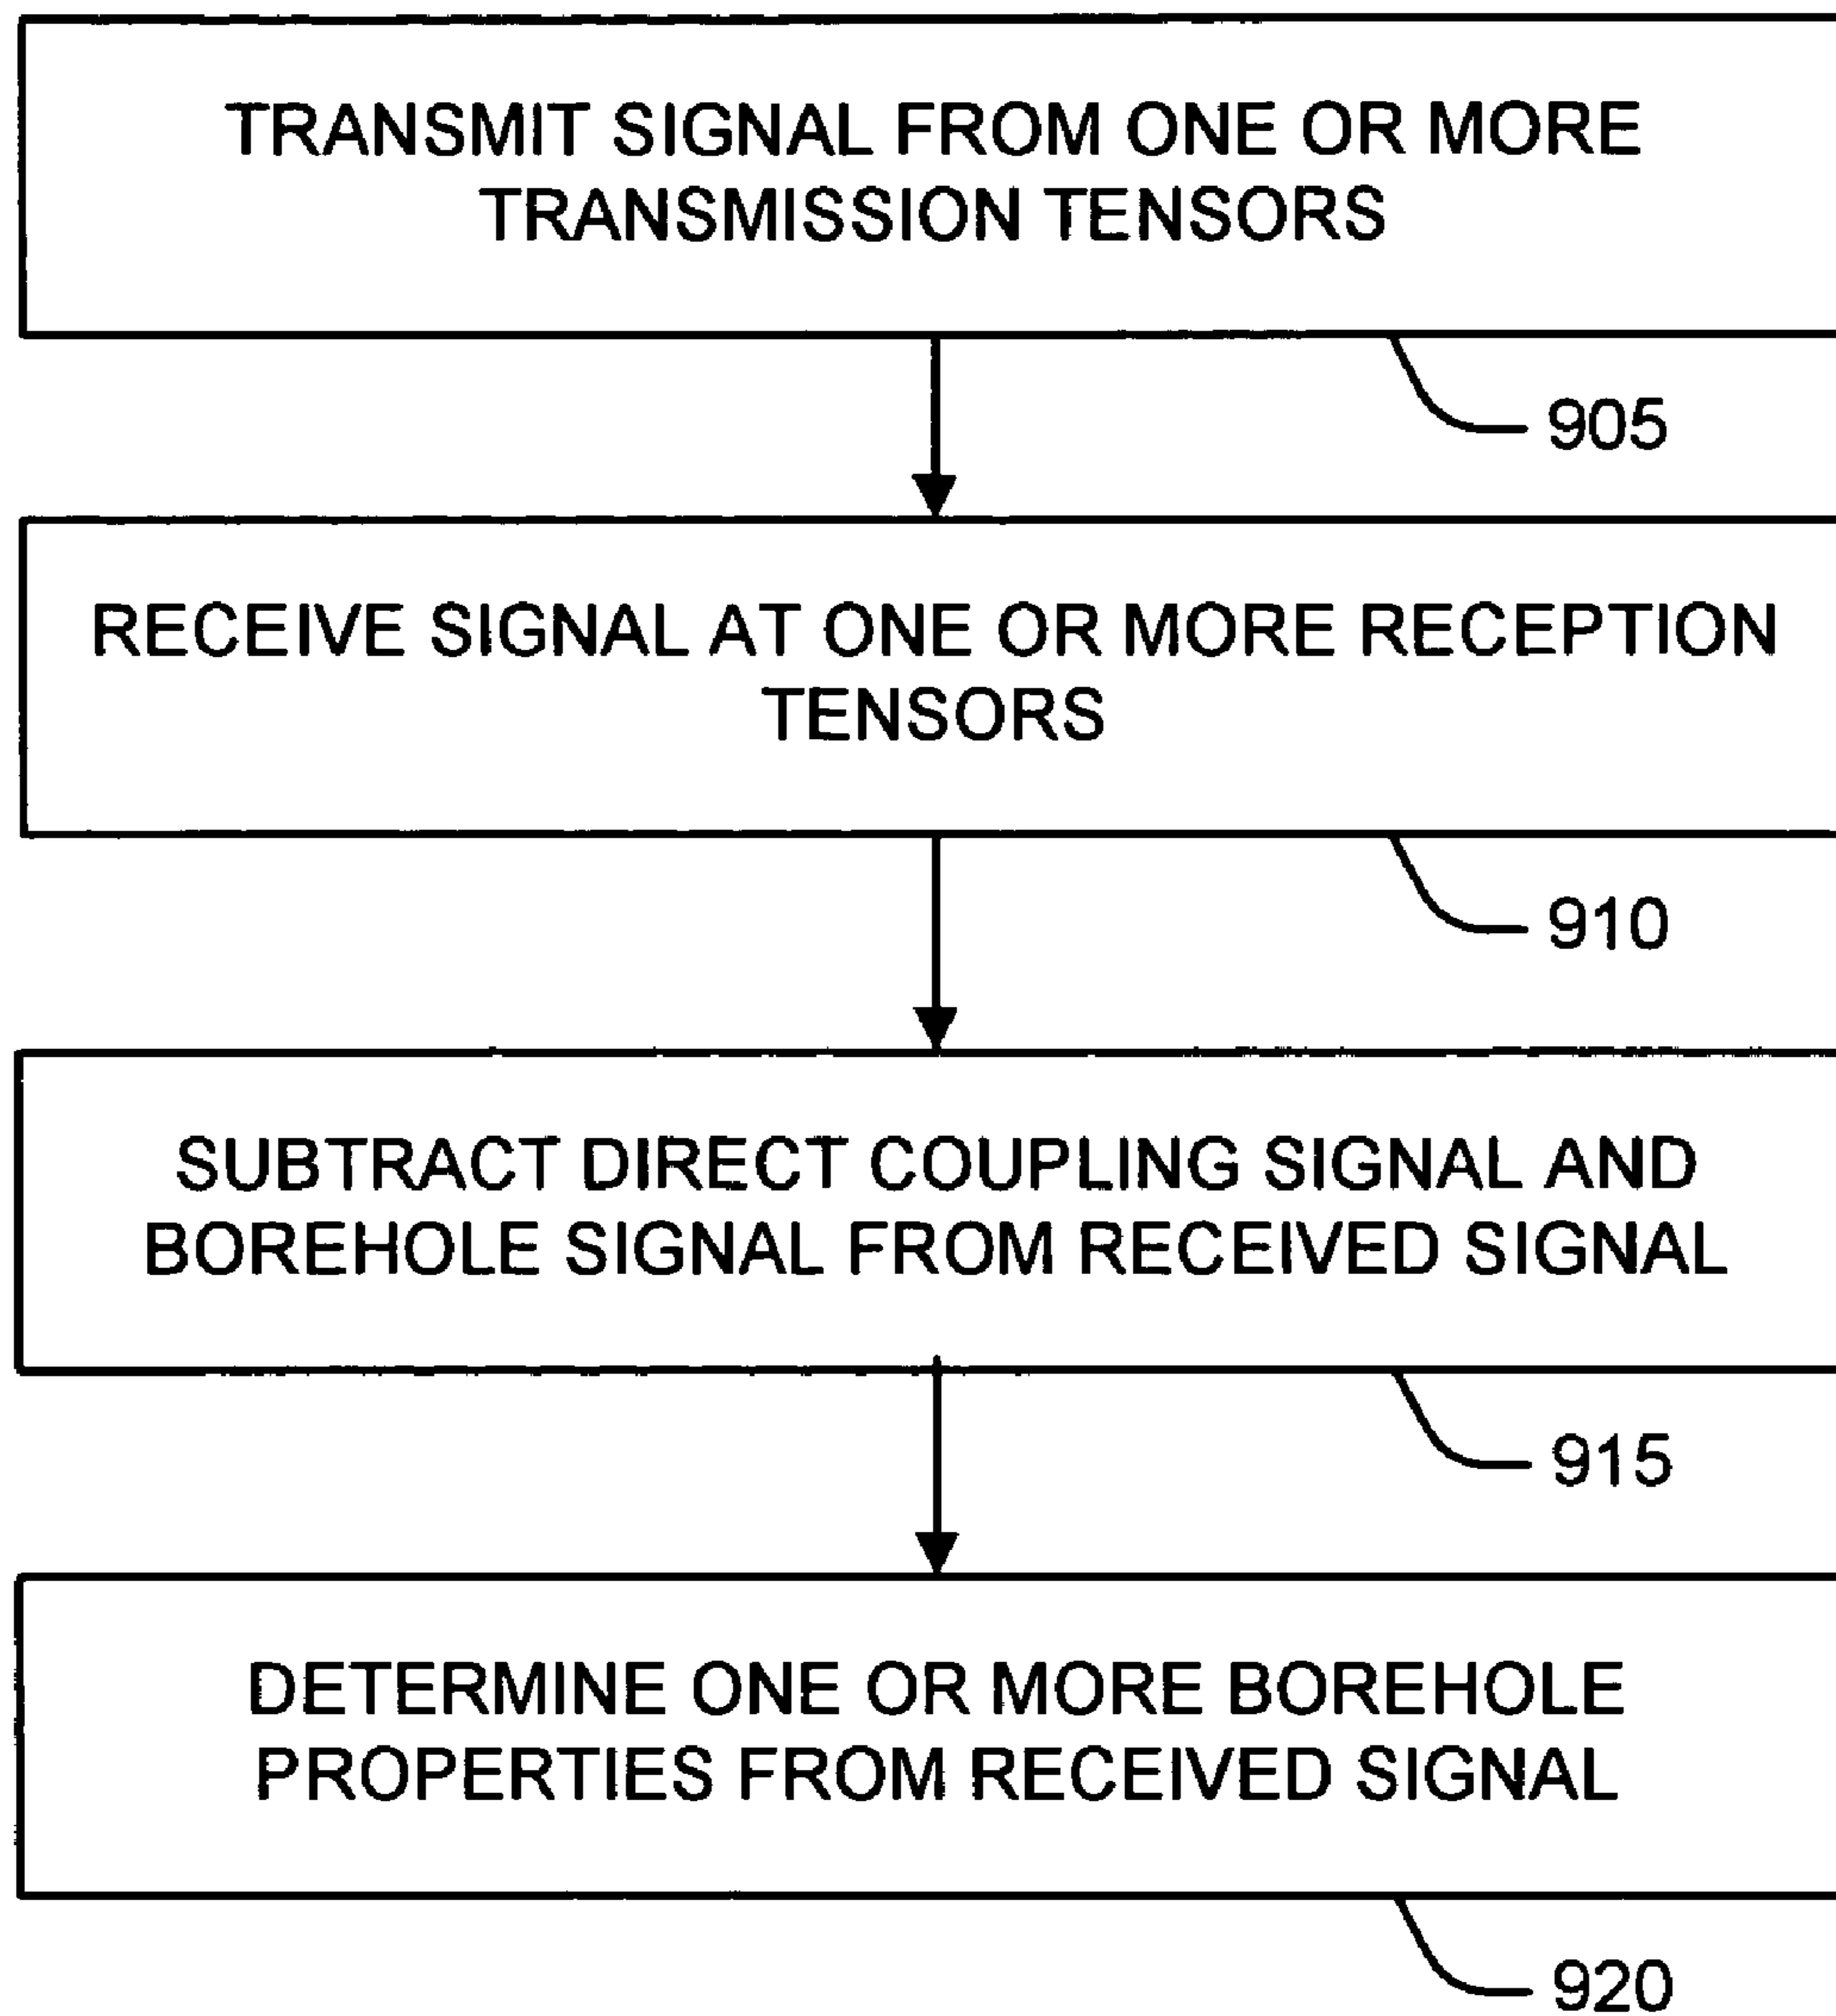 TRANSMIT SIGNAL FROM ONE OR MORE
TRANSMISSION TENSORS
905
RECEIVE SIGNAL AT ONE OR MORE RECEPTION
TENSORS
910
SUBTRACT DIRECT COUPLING SIGNAL AND
BOREHOLE SIGNAL FROM RECEIVED SIGNAL
915
DETERMINE ONE OR MORE BOREHOLE
PROPERTIES FROM RECEIVED SIGNAL
920